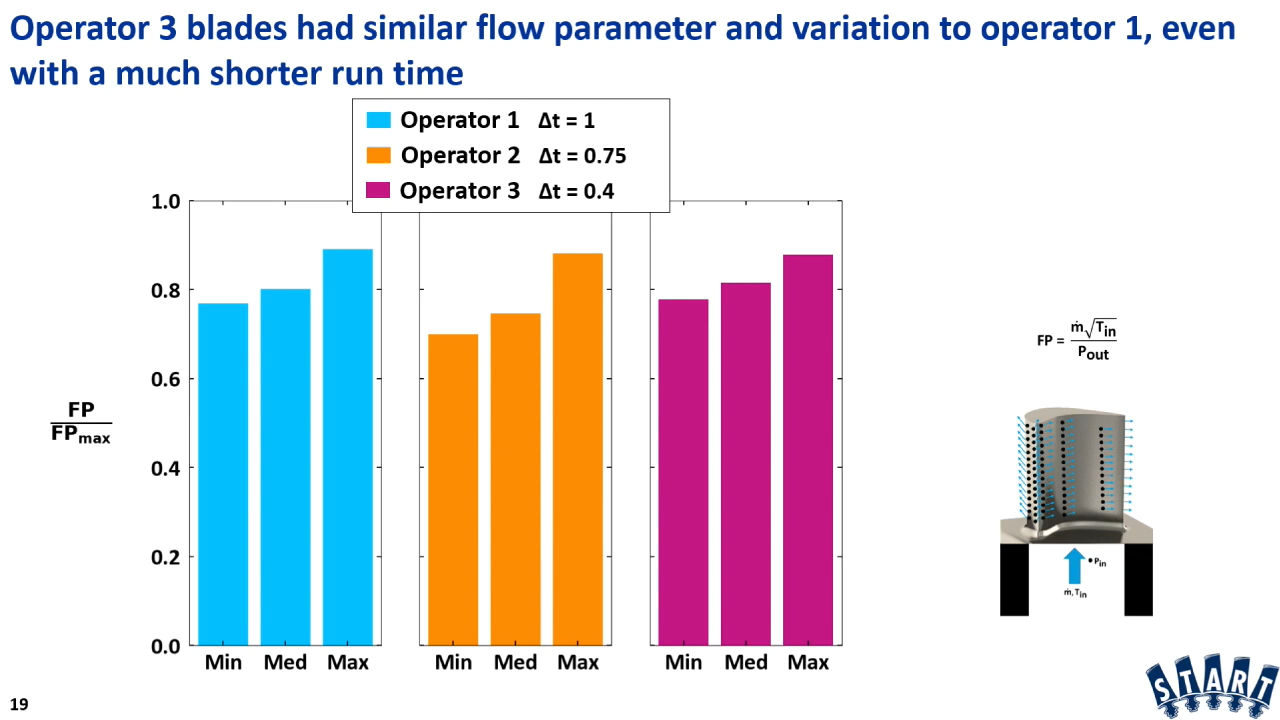 Operator 3 blades had similar flow parameter and variation to operator 1, even
with a much shorter run time
Operator 1 Δt = 1
Operator 2 Δt = 0.75
Operator 3 Δt = 0.4
1.0
0.8
0.6
0.4
0.2
0.0
FP
FPmax
Min Med Max
Min Med Max
Min Med Max
FP = ṁ√Tin
Pout
Pin
ṁ, Tin
START
19